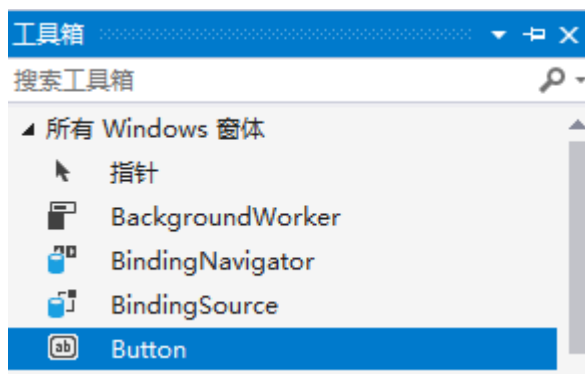 工具箱
搜索工具箱
所有 Windows 窗体
指针
BackgroundWorker
BindingNavigator
BindingSource
Button